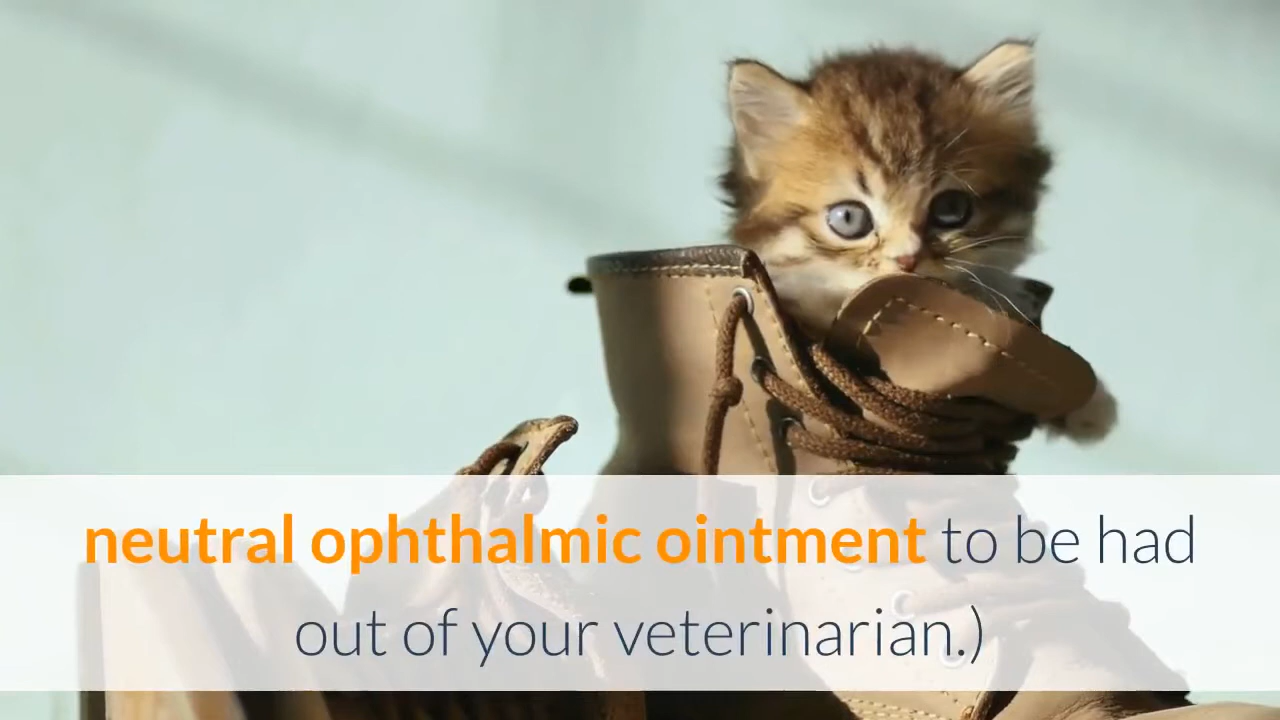 neutral ophthalmic ointment to be had
out of your veterinarian.)